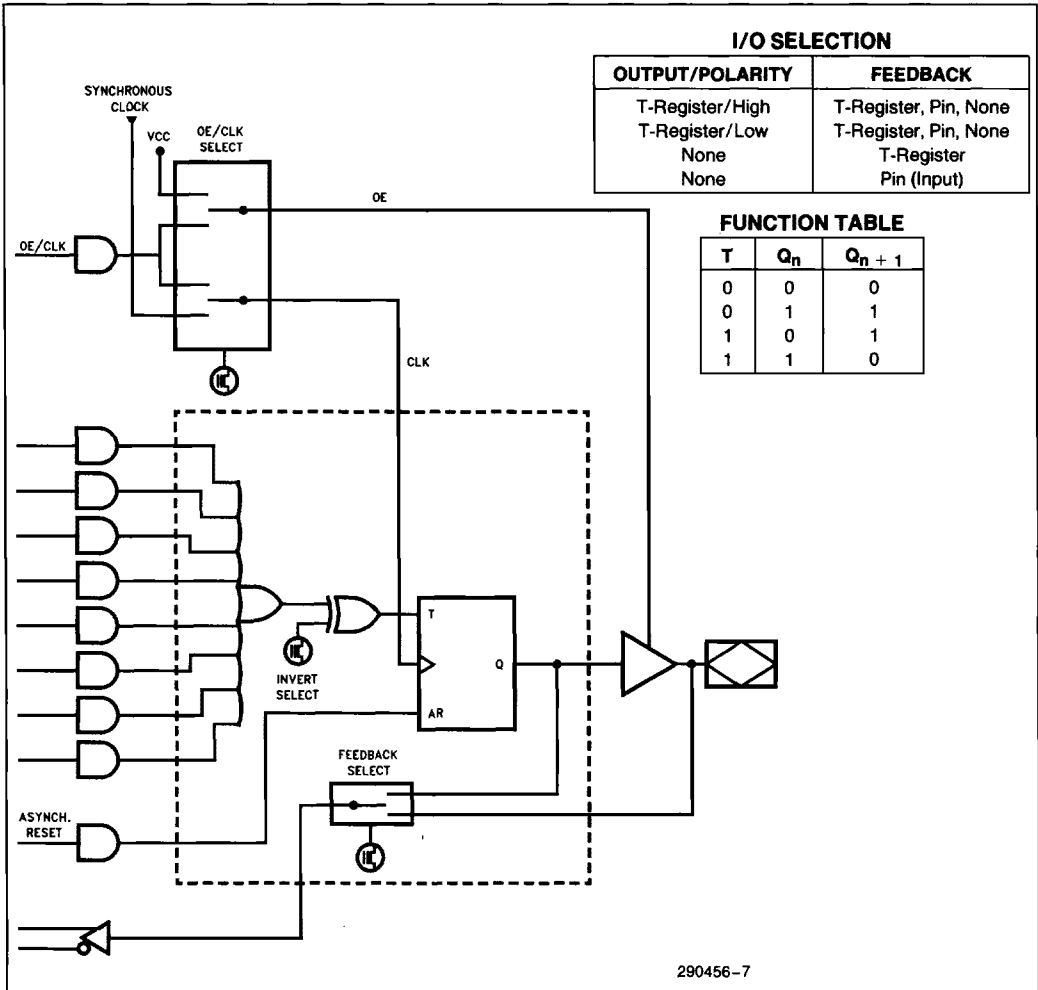 I/O SELECTION
OUTPUT/POLARITY FEEDBACK
T-Register/High T-Register, Pin, None
T-Register/Low T-Register, Pin, None
None T-Register
None Pin (Input)
FUNCTION TABLE
T Qn Qn + 1
0 0 0
0 1 1
1 0 1
1 1 0
SYNCHRONOUS
CLOCK
VCC
OE/CLK
SELECT
OE
OE/CLK
CLK
T
Q
AR
INVERT
SELECT
FEEDBACK
SELECT
ASYNCH.
RESET
290456-7